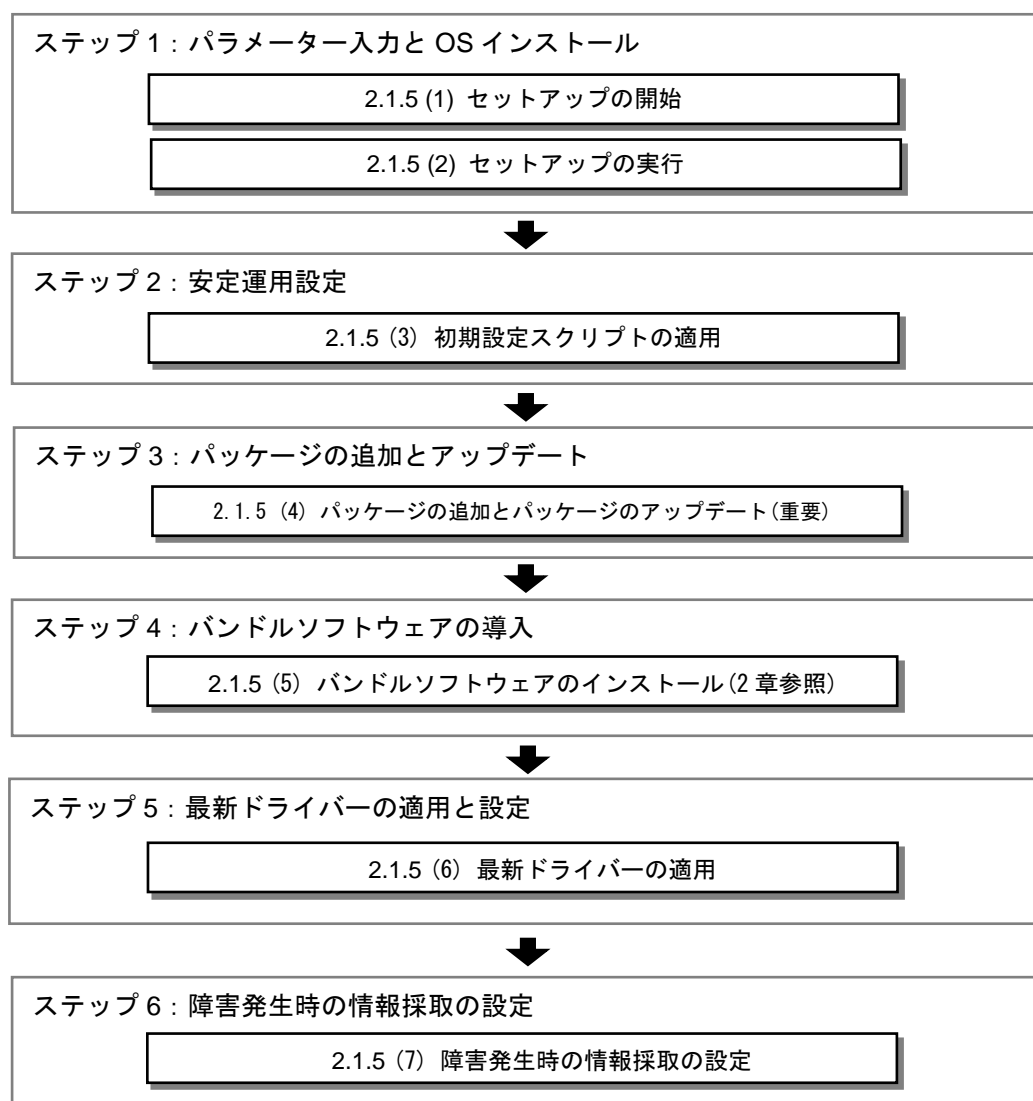 ステップ 1：パラメーター入力と OS インストール
2.1.5 (1) セットアップの開始
2.1.5 (2) セットアップの実行
ステップ 2：安定運用設定
2.1.5 (3) 初期設定スクリプトの適用
ステップ 3：パッケージの追加とアップデート
2.1.5 (4) パッケージの追加とパッケージのアップデート(重要)
ステップ 4：バンドルソフトウェアの導入
2.1.5 (5) バンドルソフトウェアのインストール(2 章参照)
ステップ 5：最新ドライバーの適用と設定
2.1.5 (6) 最新ドライバーの適用
ステップ 6：障害発生時の情報採取の設定
2.1.5 (7) 障害発生時の情報採取の設定